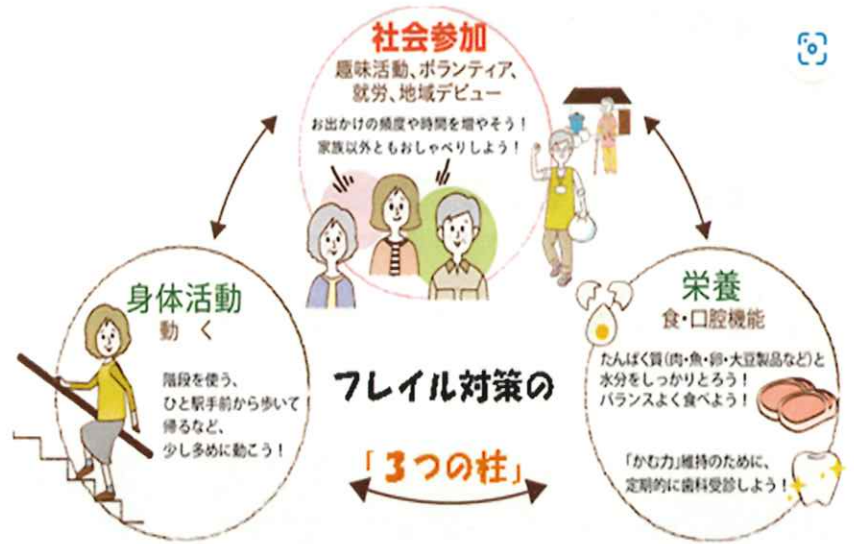 社会参加
趣味活動、ボランティア、
就労、地域デビュー
お出かけの頻度や時間を増やそう！
家族以外ともおしゃべりしよう！
身体活動
動く
階段を使う、
ひと駅手前から歩いて
帰るなど、
少し多めに動こう！
栄養
食・口腔機能
たんぱく質（肉・魚・卵・大豆製品など）と
水分をしっかりとろう！
バランスよく食べよう！
「かむ力」維持のために、
定期的に歯科受診しよう！
フレイル対策の
「３つの柱」